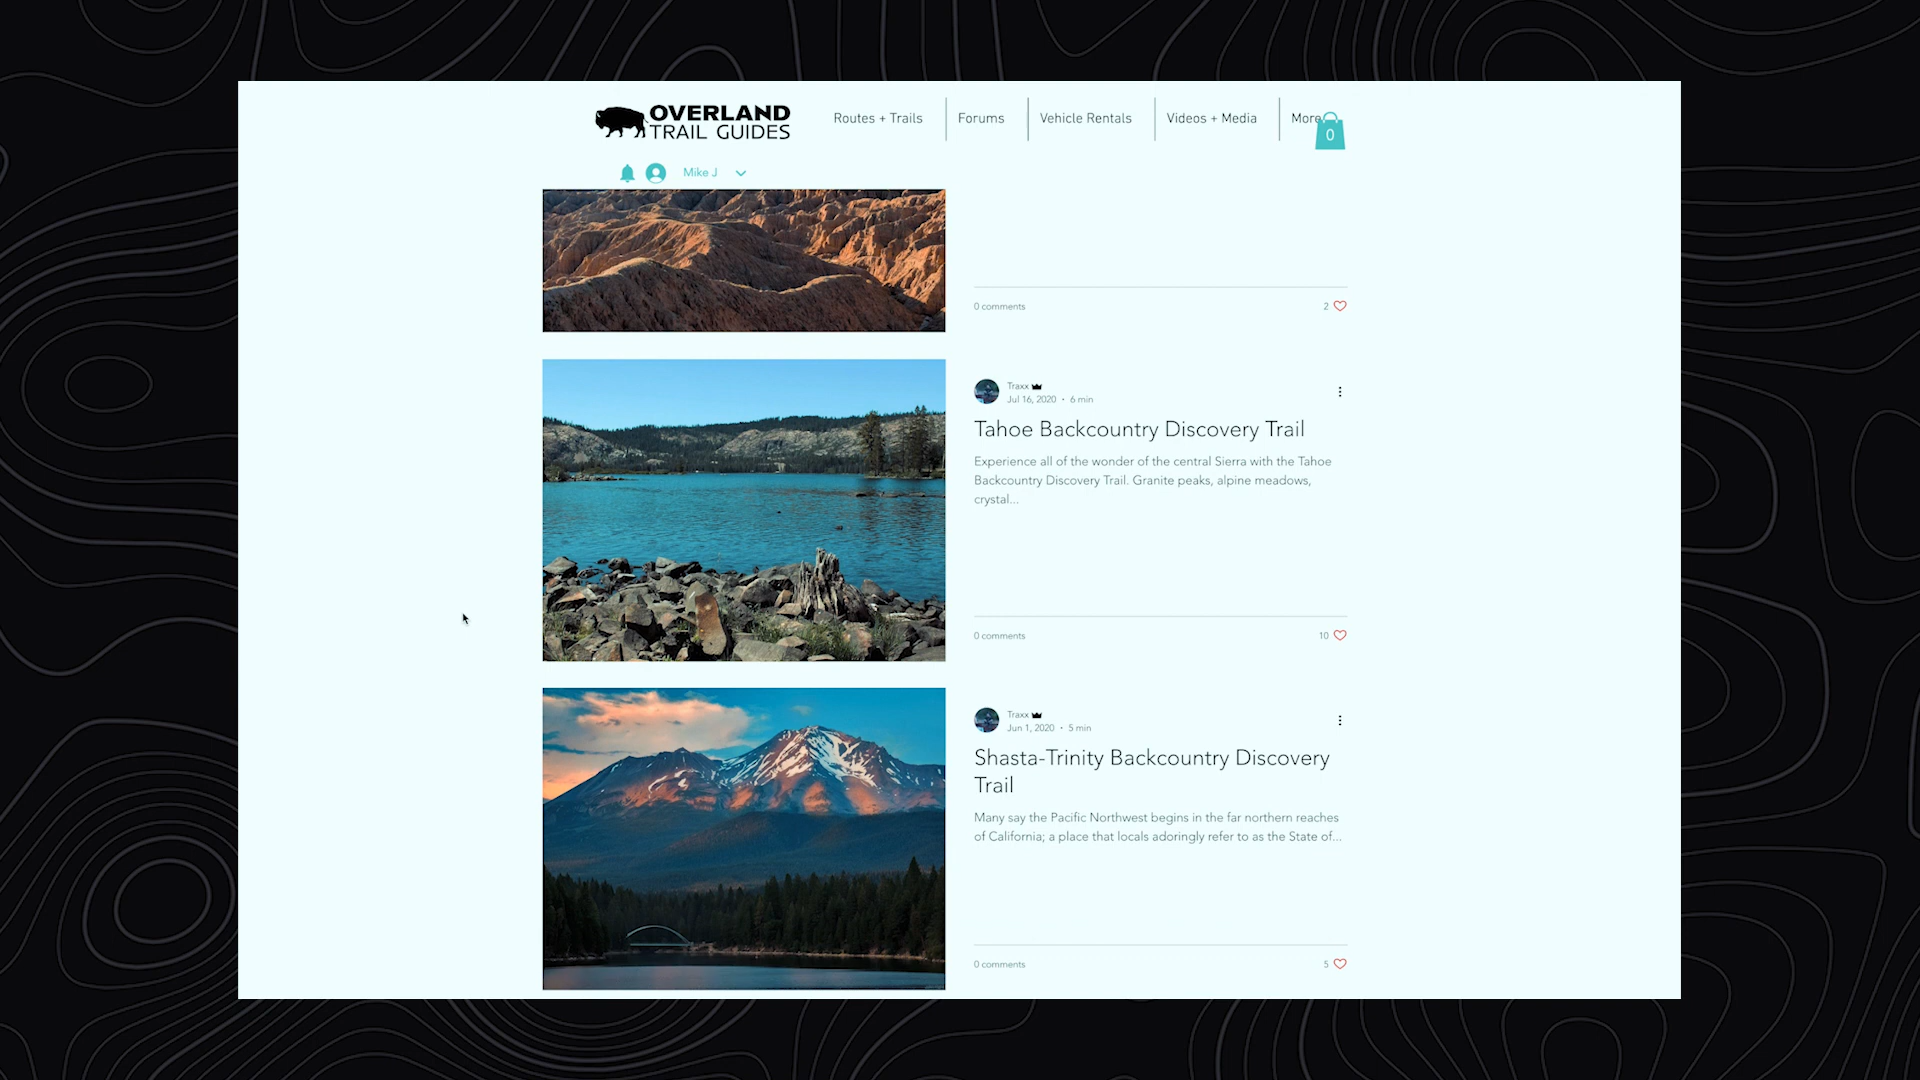 OVERLAND
TRAIL GUIDES
Routes + Trails
Forums
Vehicle Rentals
Videos + Media
More
0
Mike J
0 comments
2
Traxx
Jul 16, 2020 · 6 min
Tahoe Backcountry Discovery Trail
Experience all of the wonder of the central Sierra with the Tahoe
Backcountry Discovery Trail. Granite peaks, alpine meadows,
crystal...
0 comments
10
Traxx
Jun 1, 2020 · 5 min
Shasta-Trinity Backcountry Discovery
Trail
Many say the Pacific Northwest begins in the far northern reaches
of California; a place that locals adoringly refer to as the State of...
0 comments
5